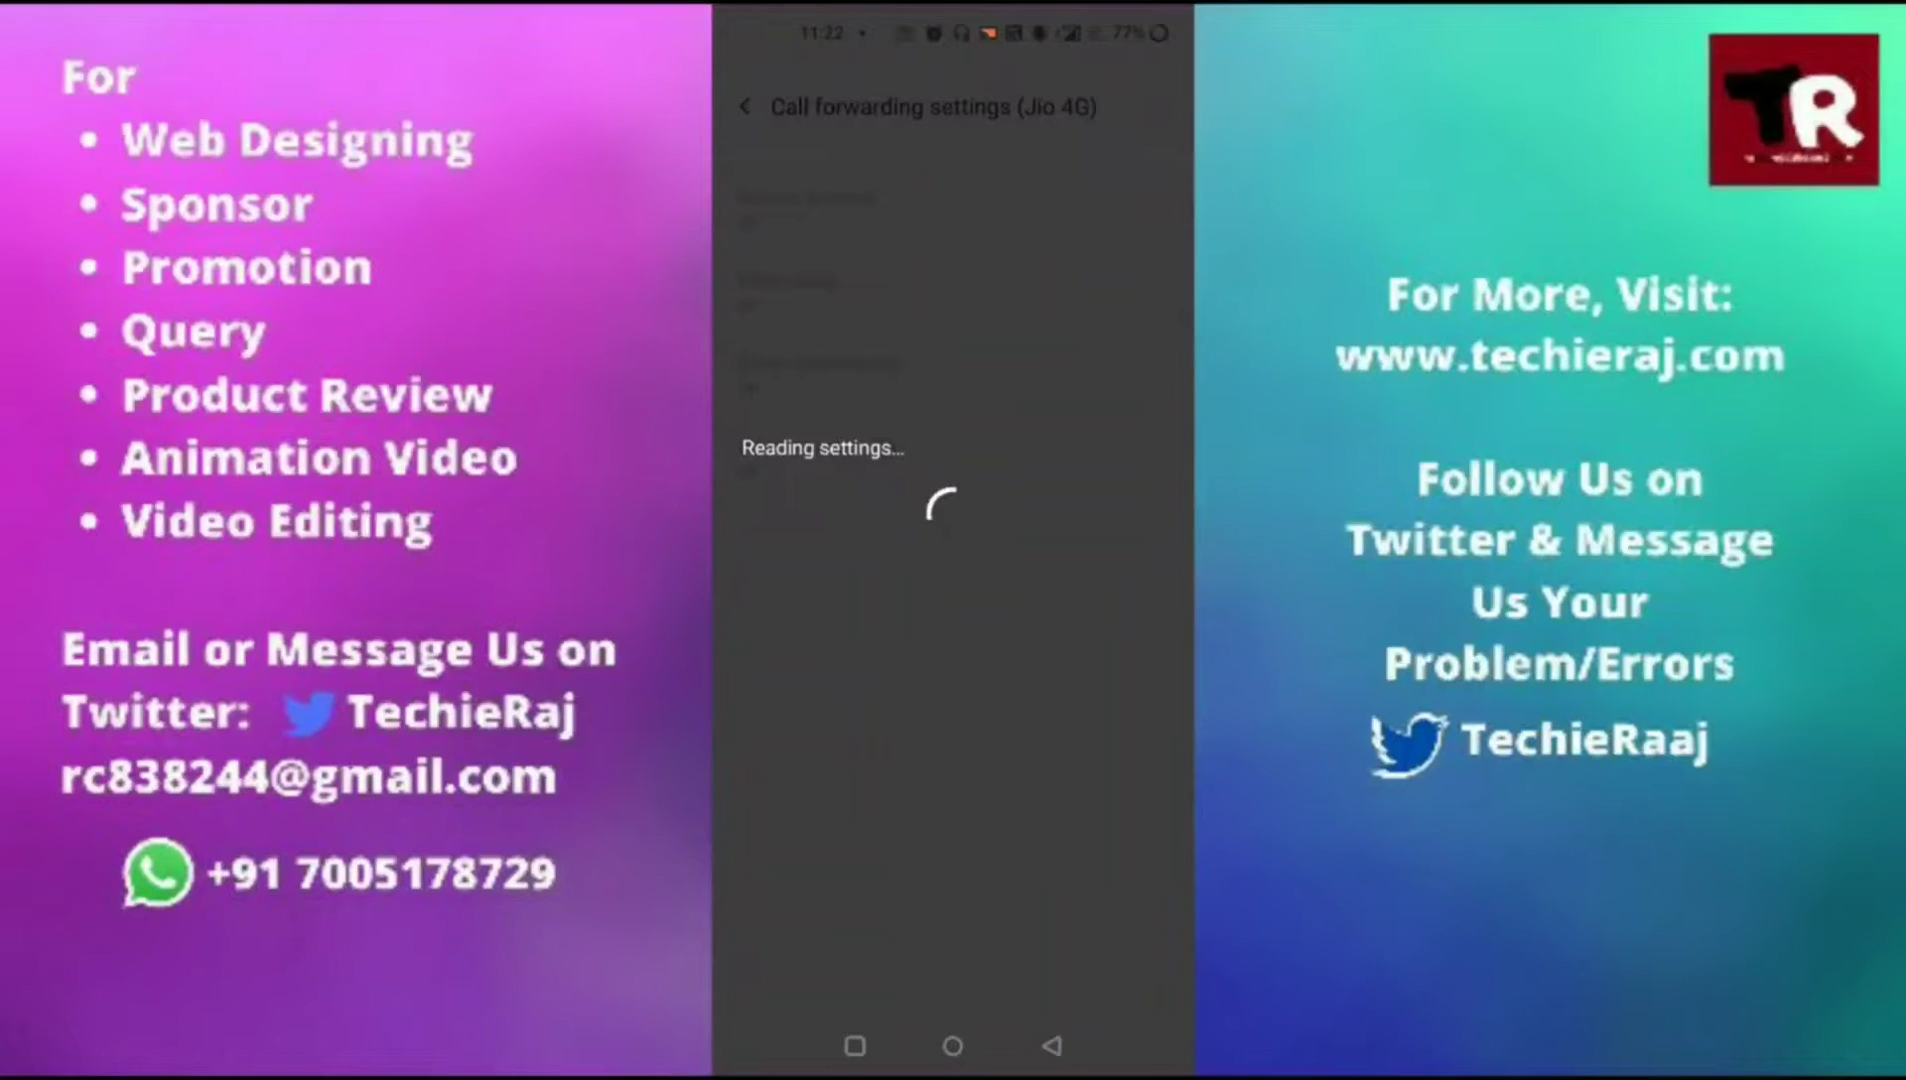 For
• Web Designing
• Sponsor
• Promotion
• Query
• Product Review
• Animation Video
• Video Editing
Email or Message Us on
Twitter: TechieRaj
rc838244@gmail.com
+91 7005178729
11:22
77%
Call forwarding settings (Jio 4G)
Reading settings...
TR
For More, Visit:
www.techieraj.com
Follow Us on
Twitter & Message
Us Your
Problem/Errors
TechieRaaj